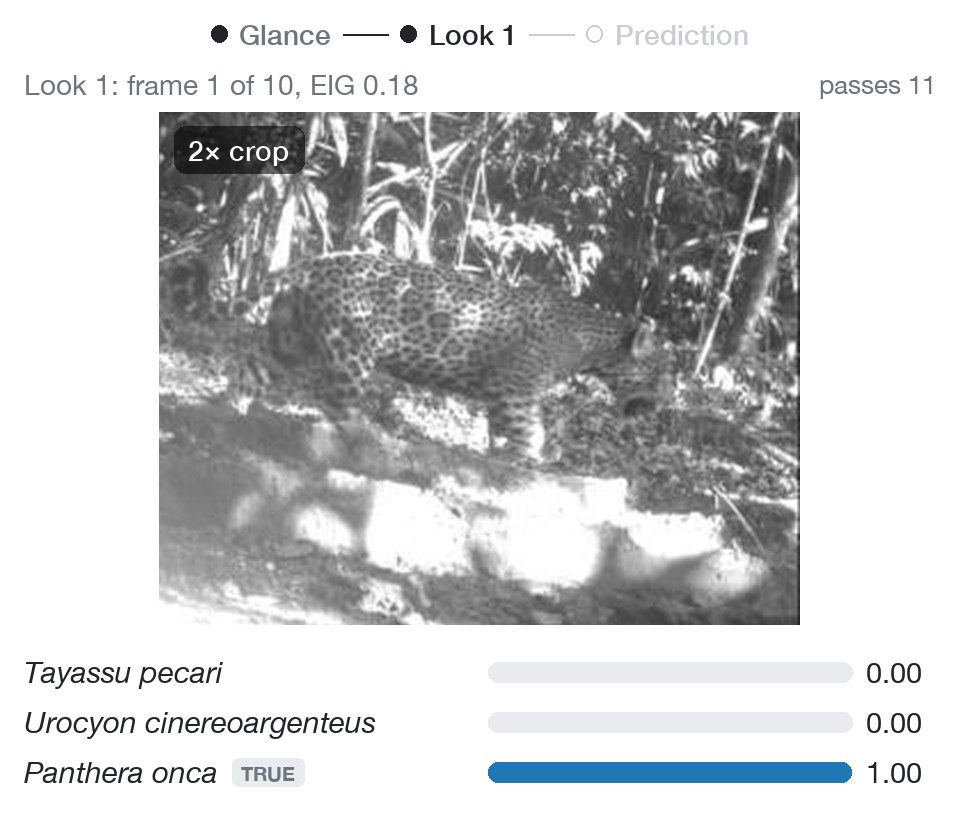 Glance Look 1 Prediction
Look 1: frame 1 of 10, EIG 0.18 passes 11
2× crop
Tayassu pecari 0.00
Urocyon cinereoargenteus 0.00
Panthera onca TRUE 1.00